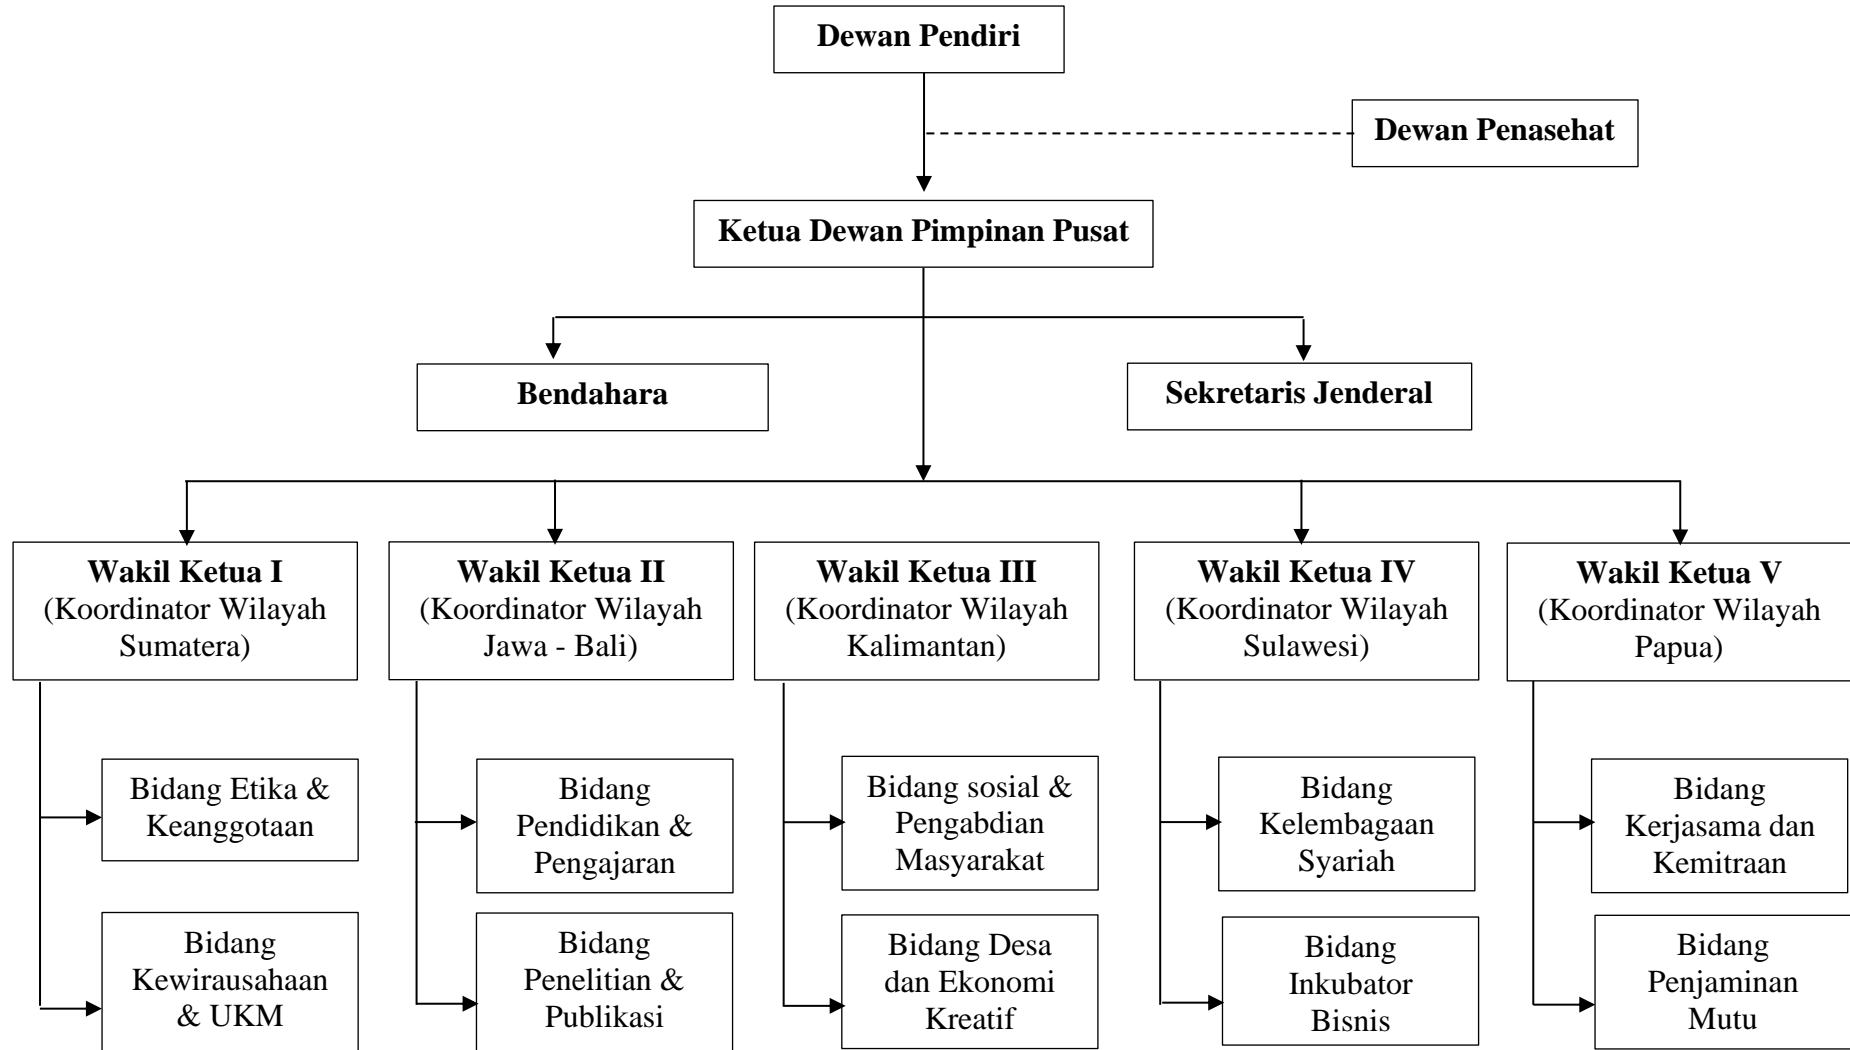 Dewan Pendiri
Dewan Penasehat
Ketua Dewan Pimpinan Pusat
Bendahara
Sekretaris Jenderal
Wakil Ketua I
(Koordinator Wilayah
Sumatera)
Wakil Ketua II
(Koordinator Wilayah
Jawa - Bali)
Wakil Ketua III
(Koordinator Wilayah
Kalimantan)
Wakil Ketua IV
(Koordinator Wilayah
Sulawesi)
Wakil Ketua V
(Koordinator Wilayah
Papua)
Bidang Etika &
Keanggotaan
Bidang
Pendidikan &
Pengajaran
Bidang sosial &
Pengabdian
Masyarakat
Bidang
Kelembagaan
Syariah
Bidang
Kerjasama dan
Kemitraan
Bidang
Kewirausahaan
& UKM
Bidang
Penelitian &
Publikasi
Bidang Desa
dan Ekonomi
Kreatif
Bidang
Inkubator
Bisnis
Bidang
Penjaminan
Mutu